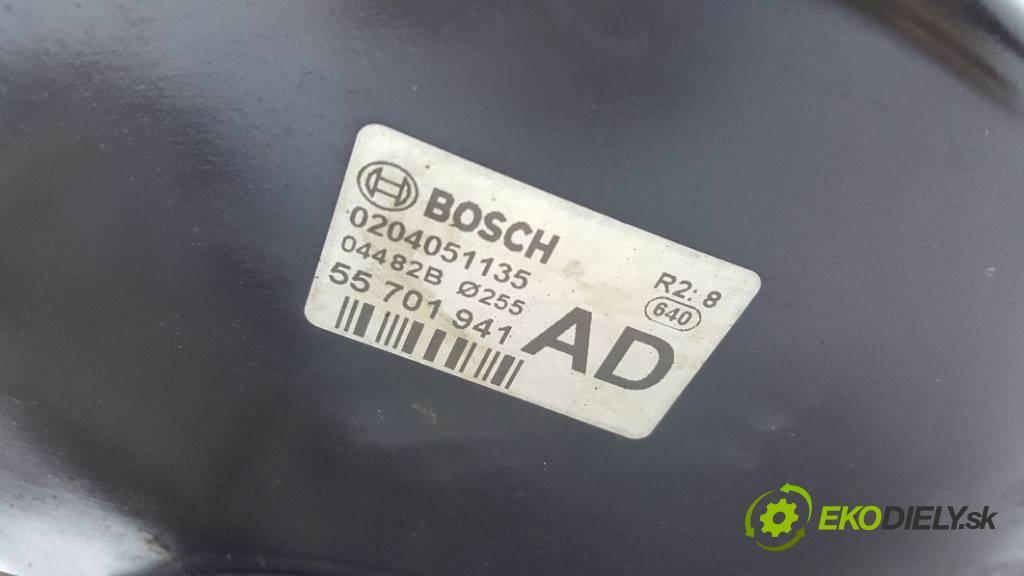 BOSCH
0204051135
04482B Ø255
55 701 941
R2.: 8
640
AD
EKODIELY.sk